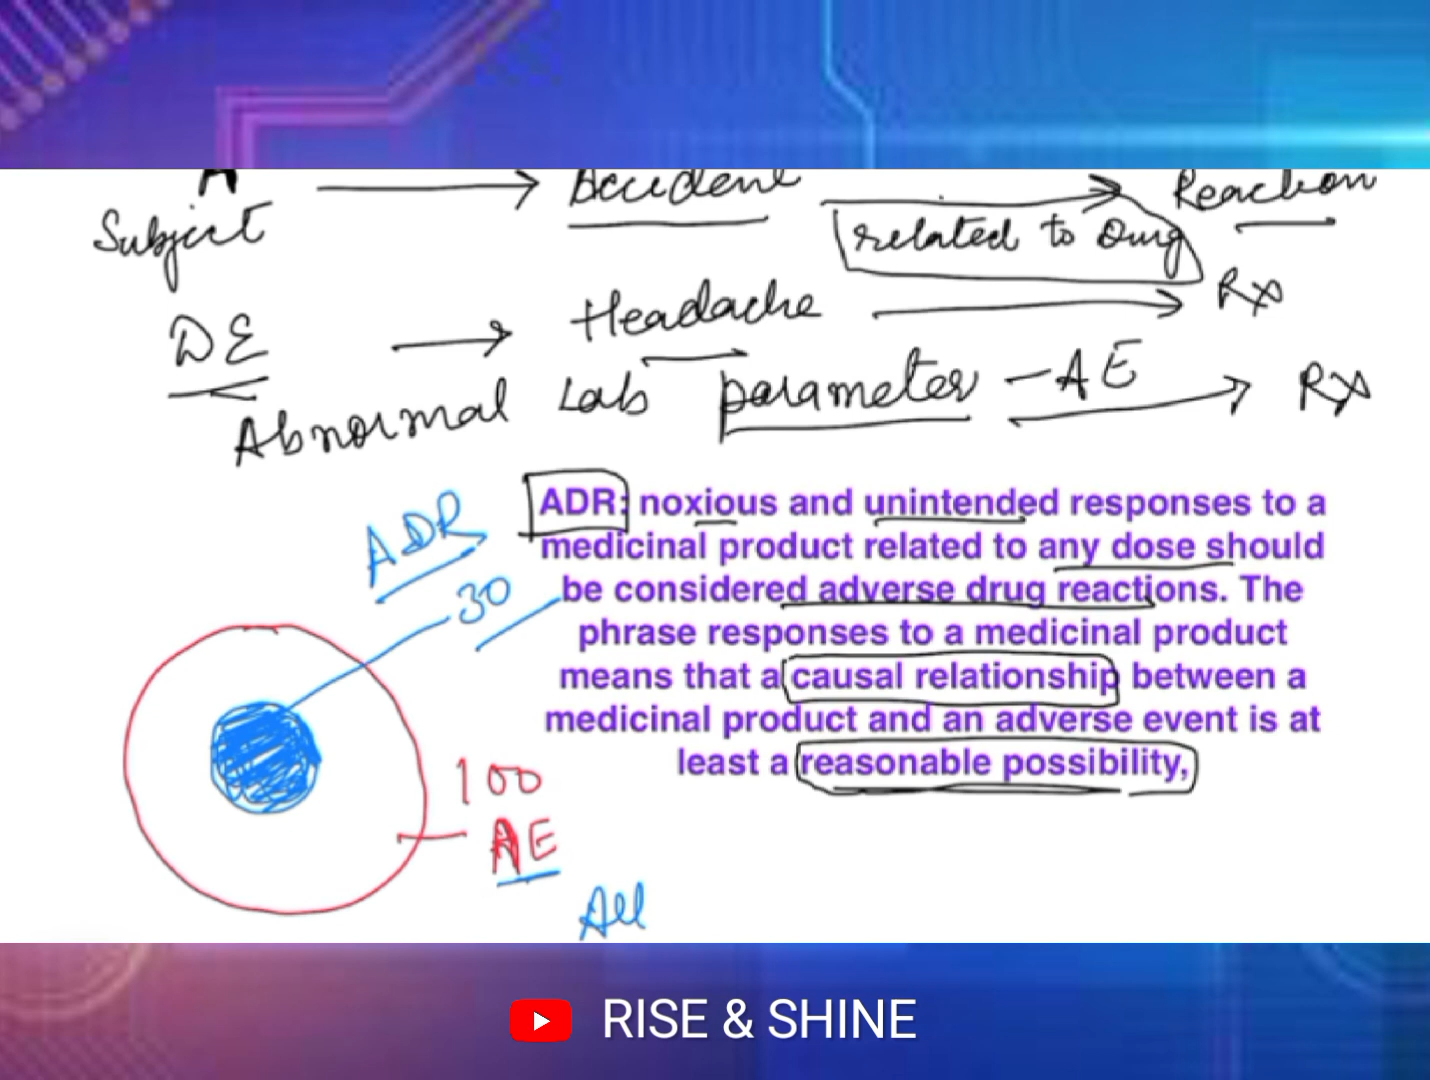 A → Accident → Reaction
Subject
related to Drug
DE → Headache → Rx
Abnormal Lab parameter - AE → Rx
ADR
30
ADR: noxious and unintended responses to a
medicinal product related to any dose should
be considered adverse drug reactions. The
phrase responses to a medicinal product
means that a causal relationship between a
medicinal product and an adverse event is at
least a reasonable possibility,
100
AE
All
RISE & SHINE